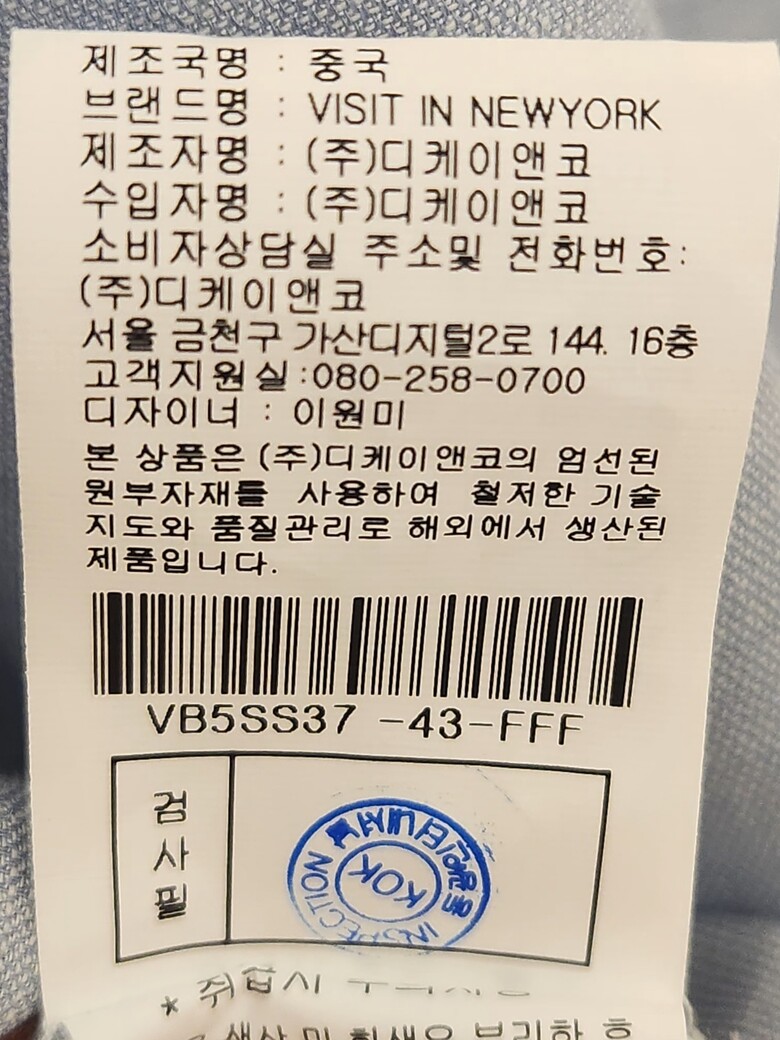 제조국명 : 중국
브랜드명 : VISIT IN NEWYORK
제조자명 : (주)디케이앤코
수입자명 : (주)디케이앤코
소비자상담실 주소및 전화번호:
(주)디케이앤코
서울 금천구 가산디지털2로 144. 16층
고객지원실:080-258-0700
디자이너 : 이원미
본 상품은 (주)디케이앤코의 엄선된
원부자재를 사용하여 철저한 기술
지도와 품질관리로 해외에서 생산된
제품입니다.
VB5SS37 -43-FFF
검사필
KOK
INSPECTION
* 취급시